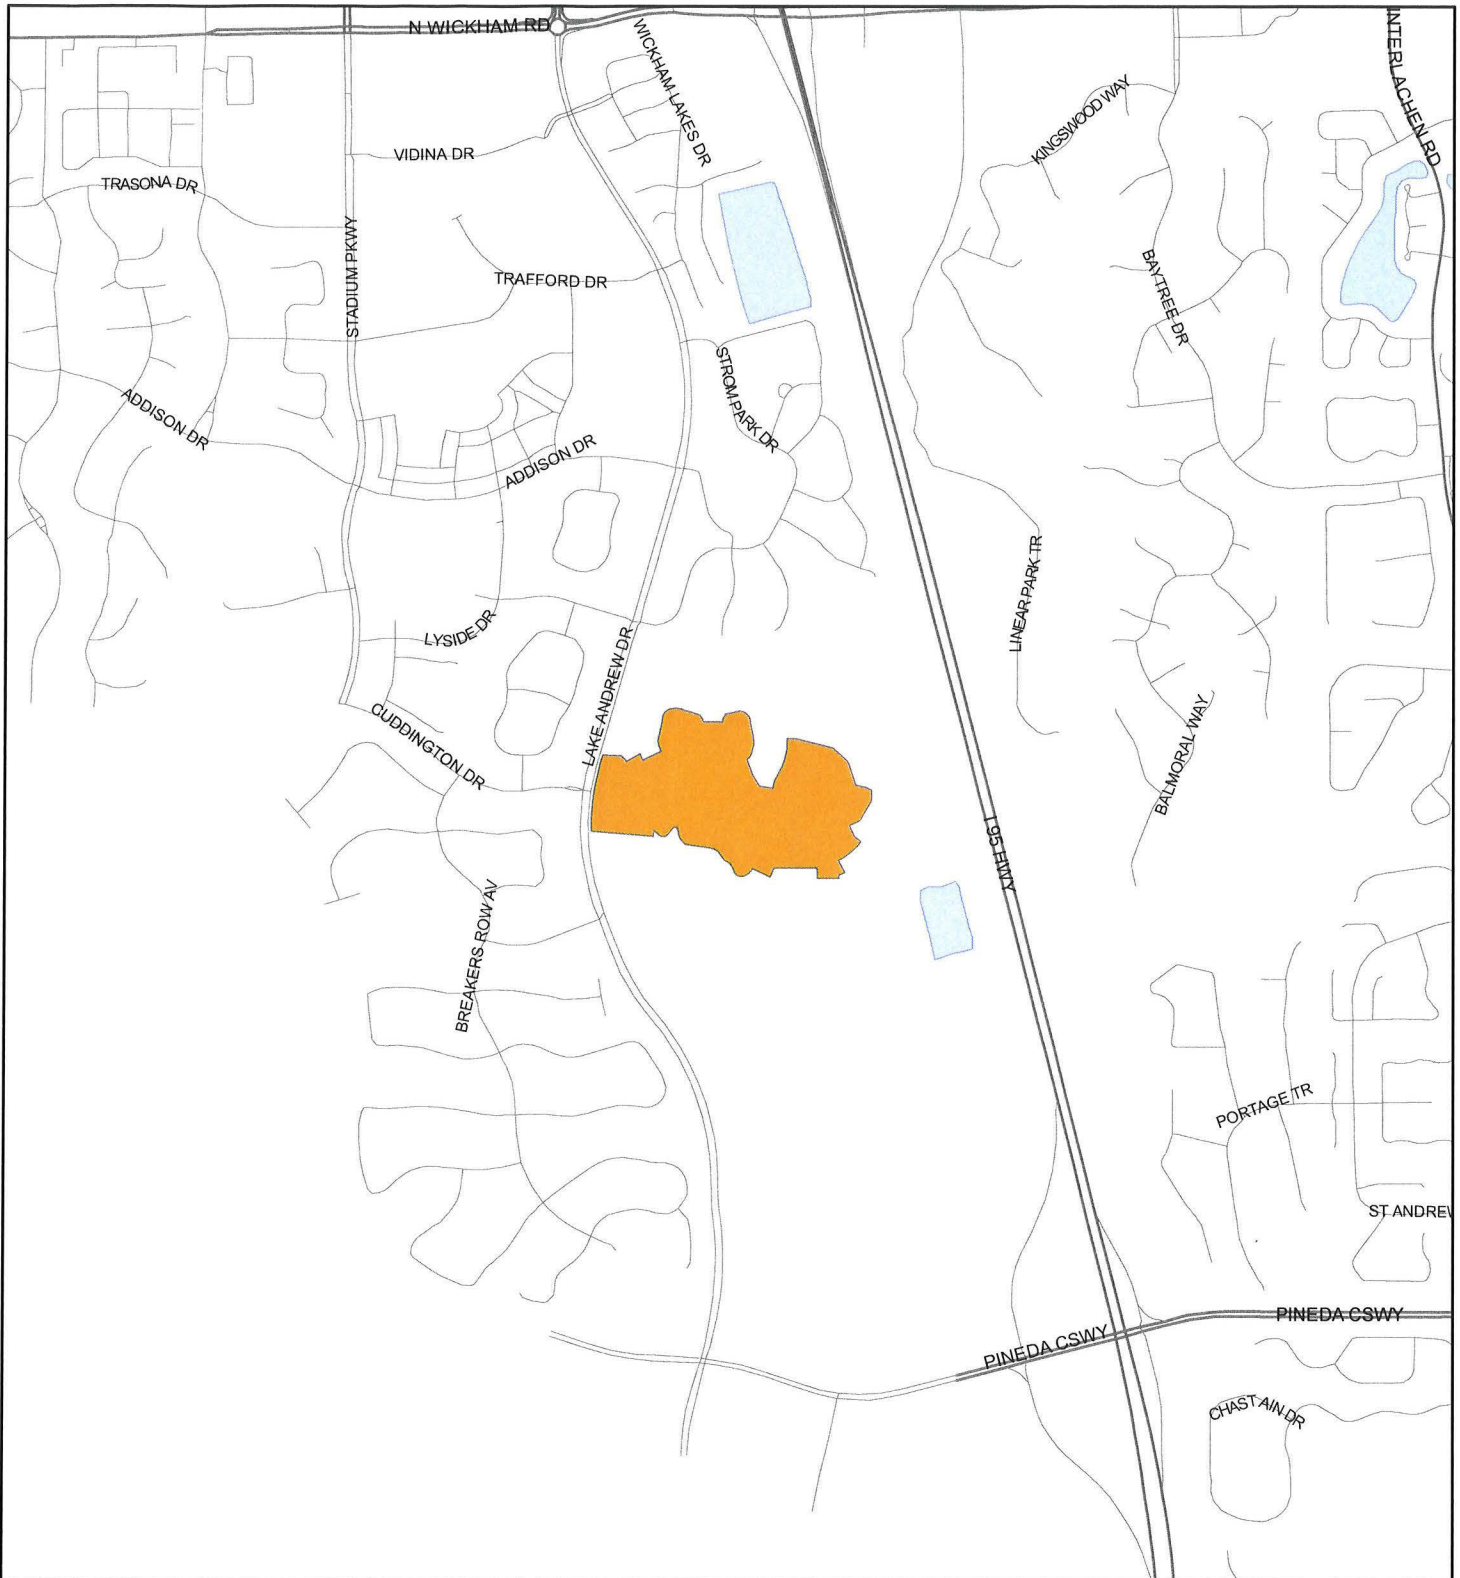 N WICKHAM RD
WICKHAM LAKES DR
INTERLACHEN RD
KINGSWOOD WAY
VIDINA DR
TRASONA DR
STADIUM PKWY
TRAFFORD DR
BAYTREE DR
STROM PARK DR
ADDISON DR
ADDISON DR
LINEAR PARK TR
LYSIDE DR
LAKE ANDREW DR
CUDDINGTON DR
BALMORAL WAY
I 95 HWY
BREAKERS ROW AV
PORTAGE TR
ST ANDREW
PINEDA CSWY
PINEDA CSWY
CHASTAIN DR